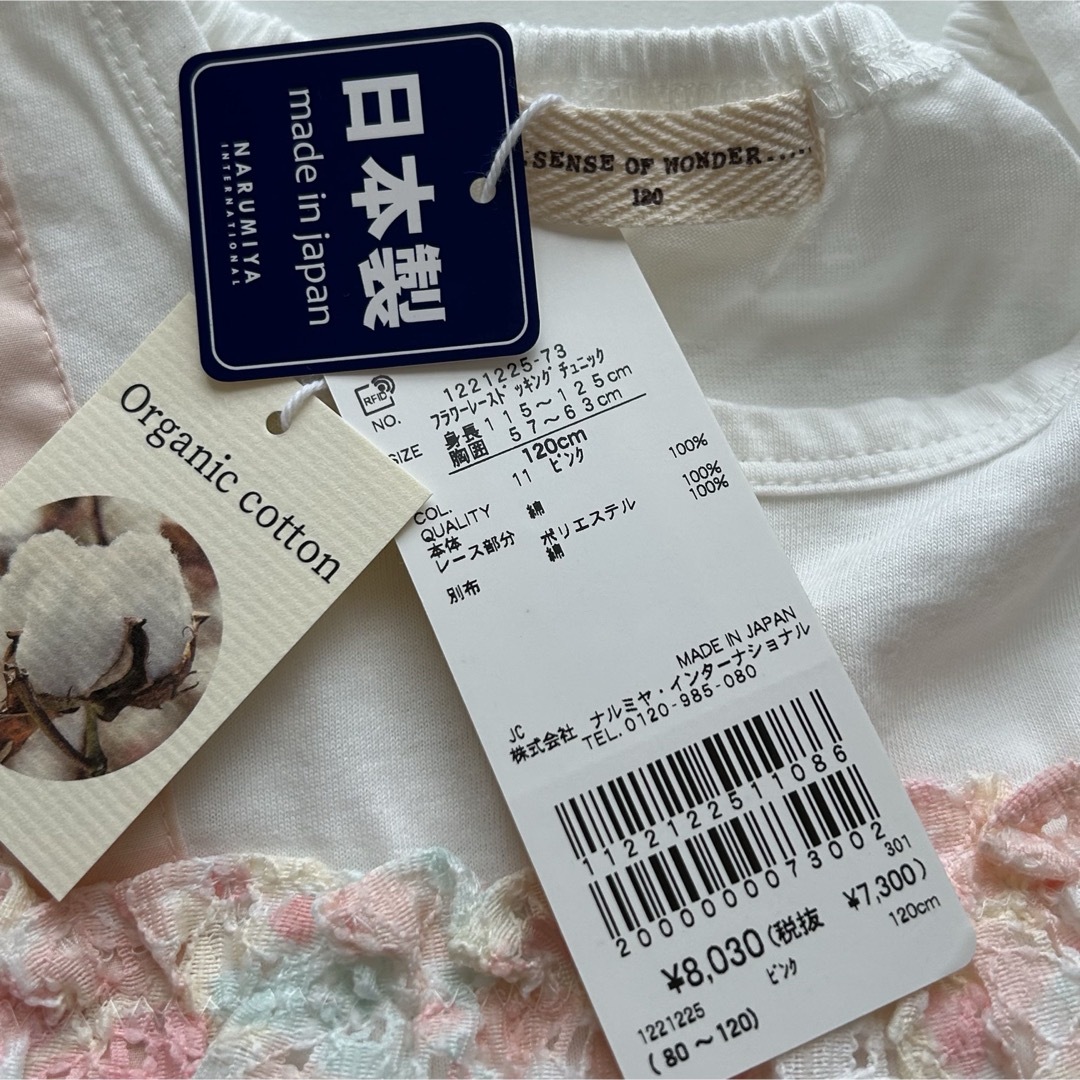 日本製
made in japan
NARUMIYA
INTERNATIONAL
.SENSE OF WONDER.....
120
Organic cotton
RFID
NO.
1221225-73
フラワーレースドッキングチュニック
SIZE
身長 115～125cm
胸囲 57～63cm
120cm
COL.
11 ピンク
QUALITY
本体 綿 100%
レース部分 ポリエステル 100%
別布 綿 100%
MADE IN JAPAN
JC
株式会社 ナルミヤ・インターナショナル
TEL.0120-985-080
1122122511086
2000000073002
301
¥8,030(税抜 ¥7,300)
ピンク 120cm
1221225
(80～120)